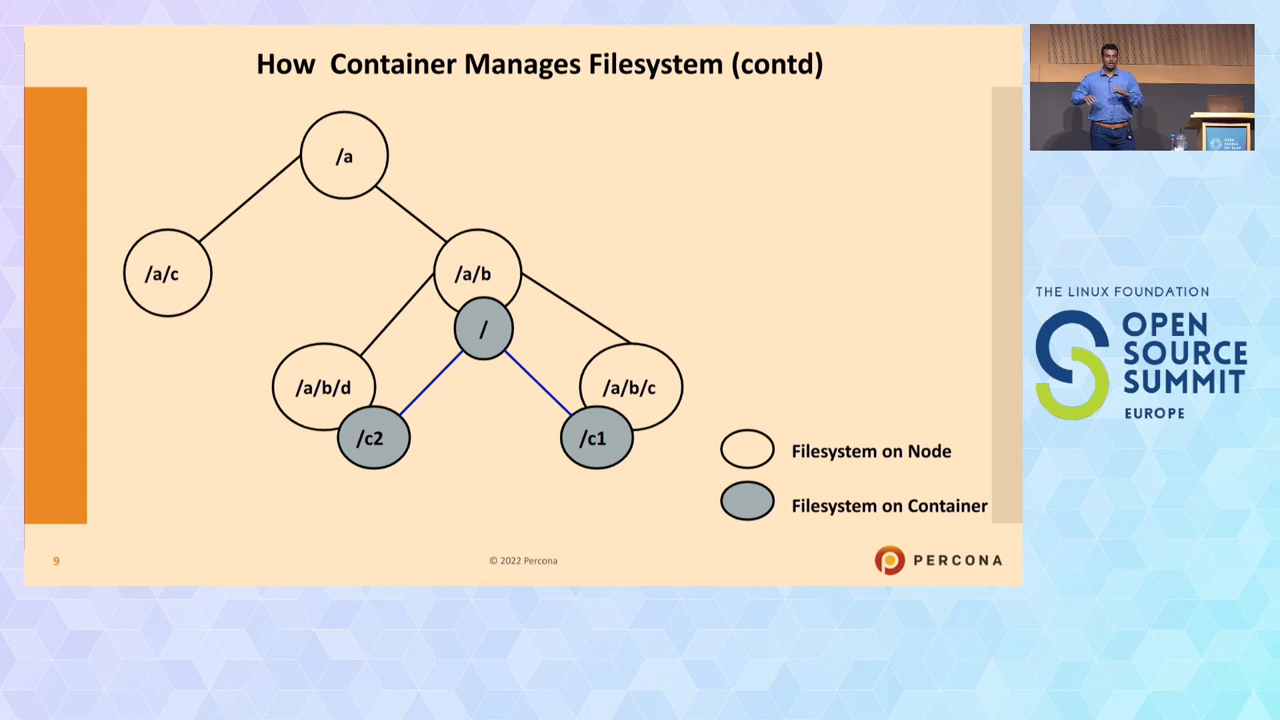 How Container Manages Filesystem (contd)
/a
/a/c
/a/b
/
/a/b/d
/a/b/c
/c2
/c1
Filesystem on Node
Filesystem on Container
9
© 2022 Percona
PERCONA
THE LINUX FOUNDATION
OPEN
SOURCE
SUMMIT
EUROPE